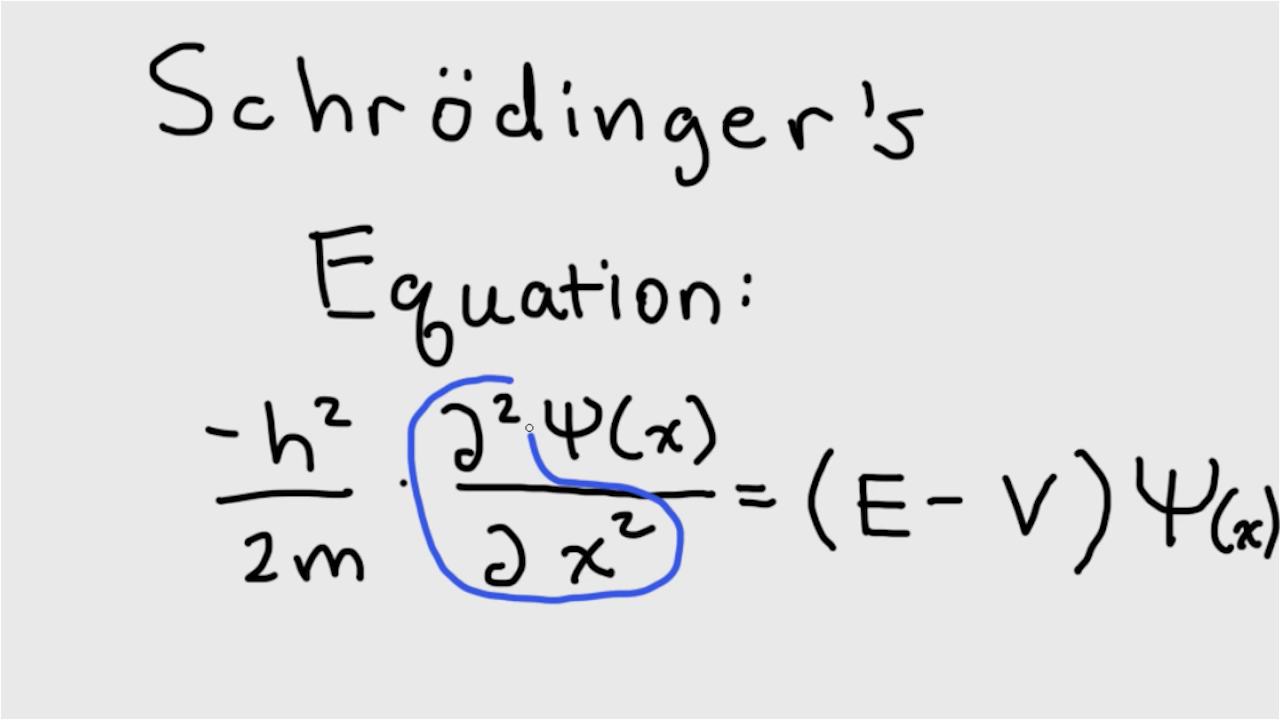 Schrödinger's
Equation:
-h² / 2m · ∂²Ψ(x) / ∂x² = (E - V) Ψ(x)